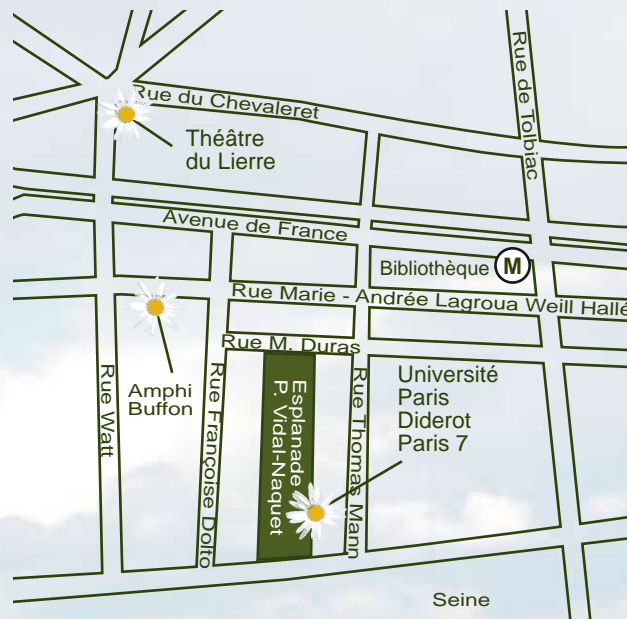 Rue du Chevaleret
Rue de Tolbiac
Théâtre
du Lierre
Avenue de France
Bibliothèque M
Rue Marie - Andrée Lagroua Weill Hallé
Rue M. Duras
Amphi
Buffon
Rue Watt
Rue Françoise Dolto
Esplanade
P. Vidal-Naquet
Rue Thomas Mann
Université
Paris
Diderot
Paris 7
Seine